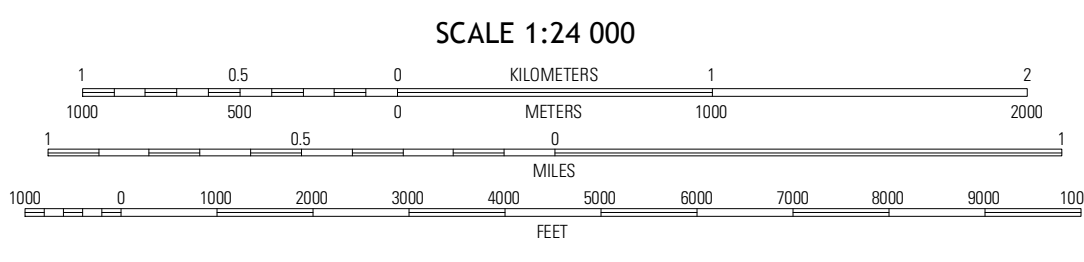 SCALE 1:24 000
1 0.5 0 KILOMETERS 1 2
1000 500 0 METERS 1000 2000
1 0.5 0 1
MILES
1000 0 1000 2000 3000 4000 5000 6000 7000 8000 9000 100
FEET